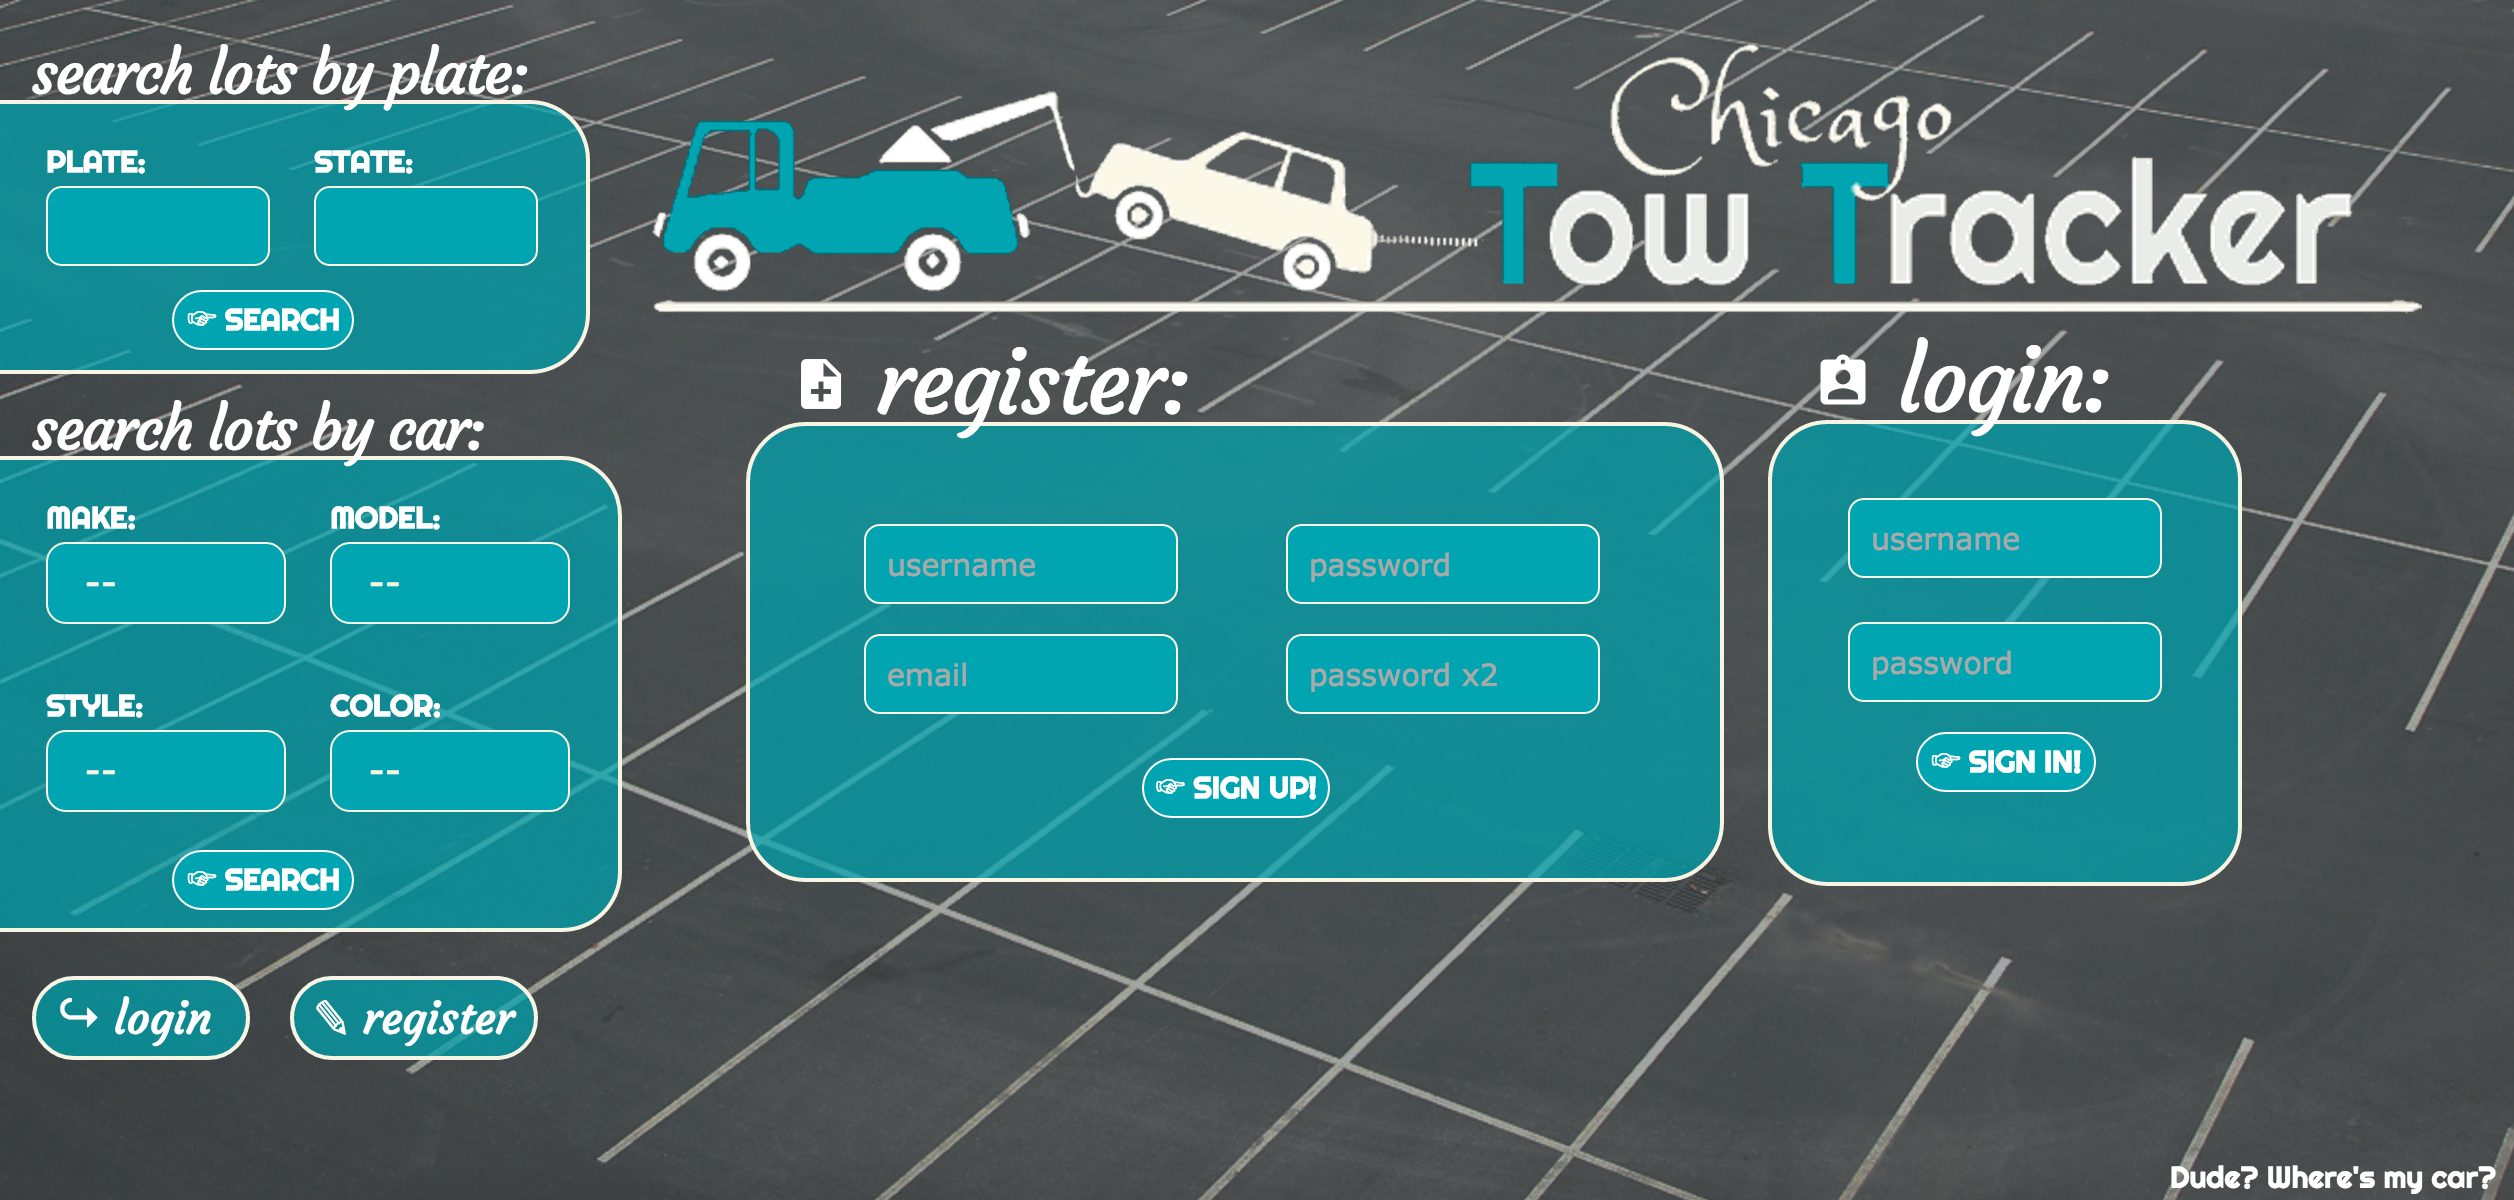 search lots by plate:
PLATE:
STATE:
☞ SEARCH
search lots by car:
MAKE:
MODEL:
--
--
STYLE:
COLOR:
--
--
☞ SEARCH
login
register
Chicago
Tow Tracker
register:
username
password
email
password x2
☞ SIGN UP!
login:
username
password
☞ SIGN IN!
Dude? Where's my car?